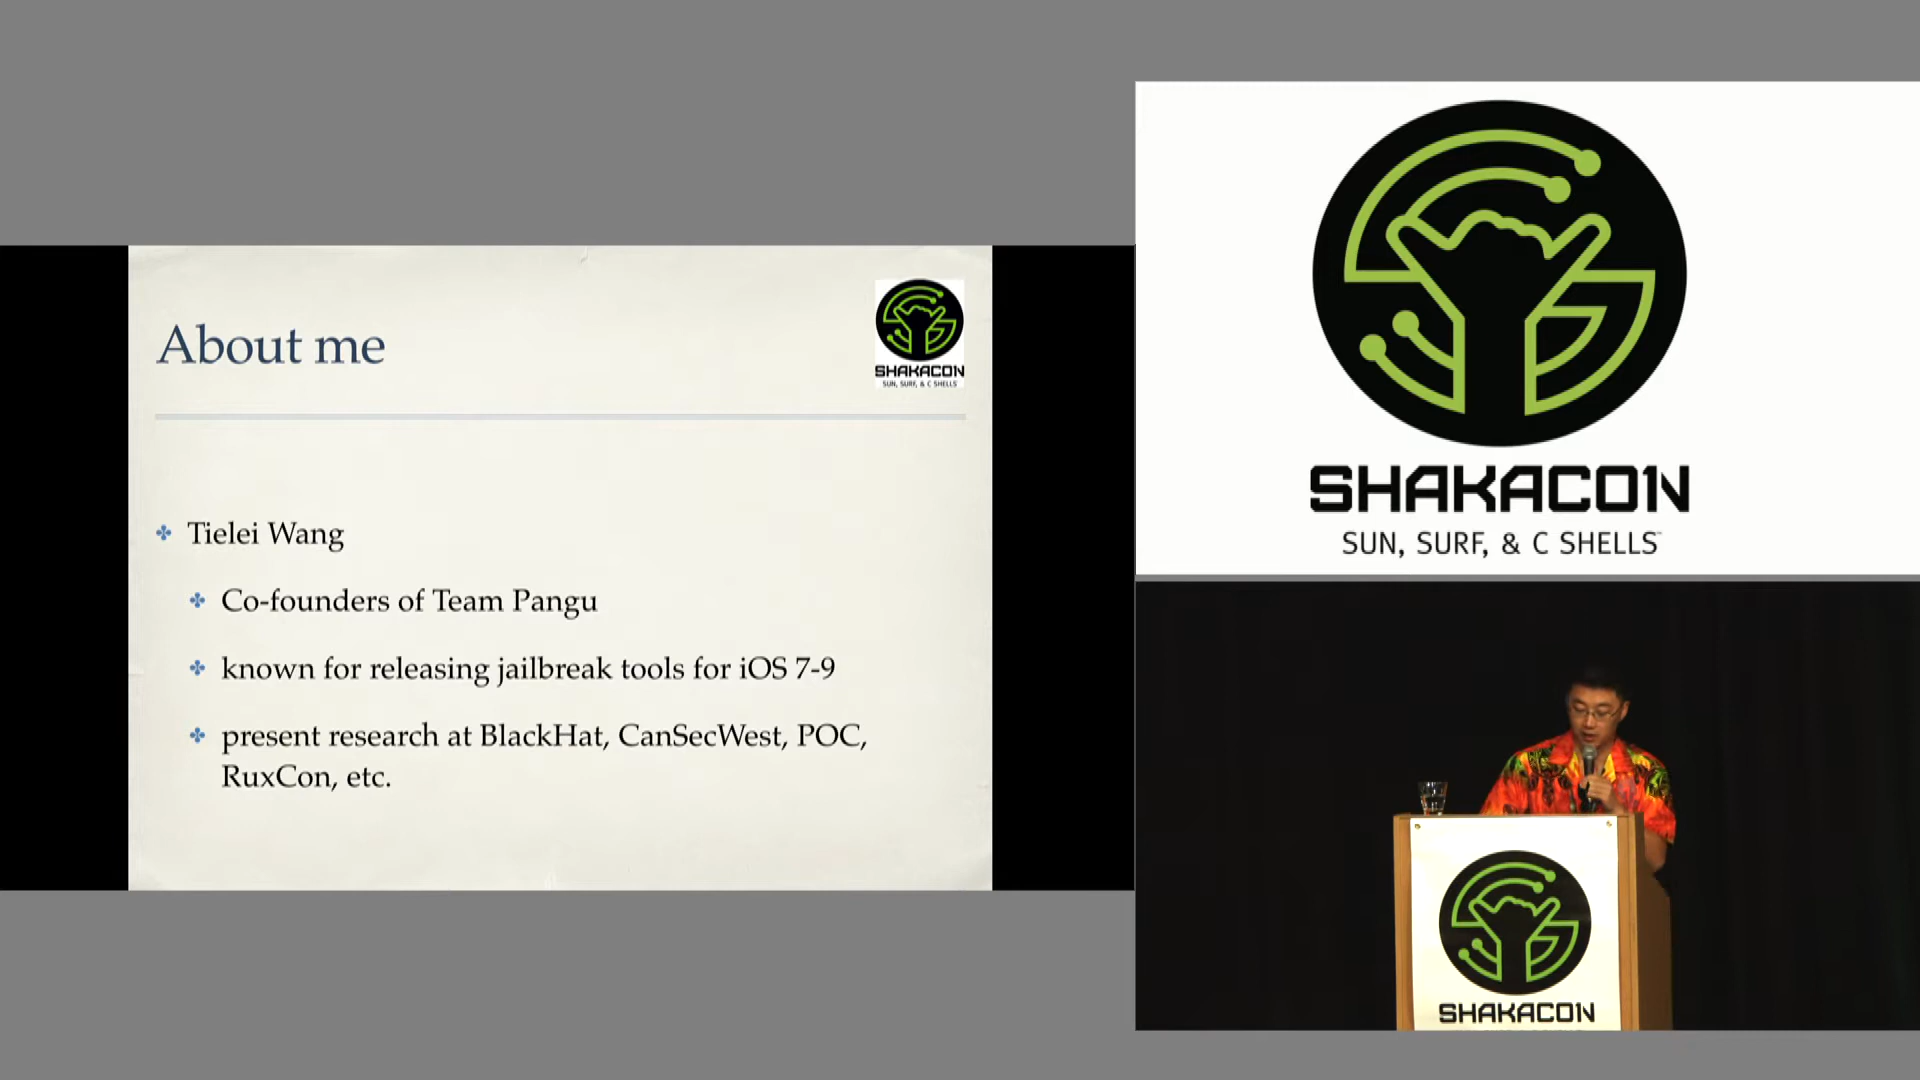 About me
SHAKACON
SUN, SURF, & C SHELLS
Tielei Wang
Co-founders of Team Pangu
known for releasing jailbreak tools for iOS 7-9
present research at BlackHat, CanSecWest, POC,
RuxCon, etc.
SHAKACON
SUN, SURF, & C SHELLS
SHAKACON